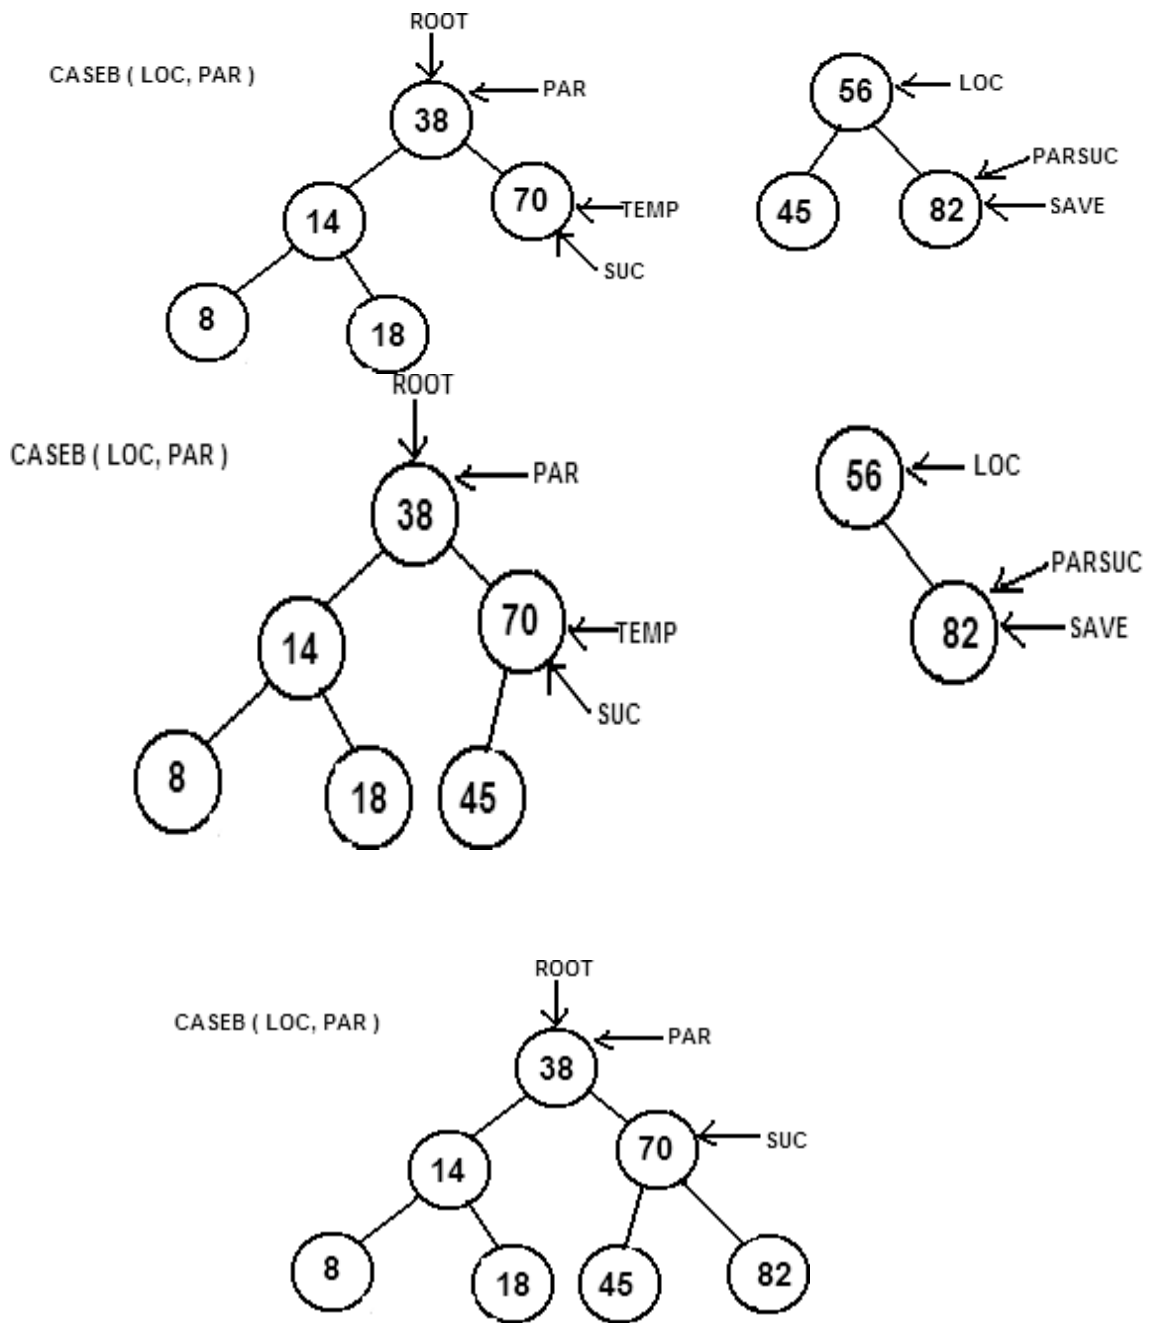 ROOT
CASEB ( LOC, PAR )
PAR
38
56
LOC
14
70
TEMP
SUC
45
82
PARSUC
SAVE
8
18
ROOT
CASEB ( LOC, PAR )
PAR
38
56
LOC
14
70
TEMP
SUC
82
PARSUC
SAVE
8
18
45
ROOT
CASEB ( LOC, PAR )
PAR
38
14
70
SUC
8
18
45
82